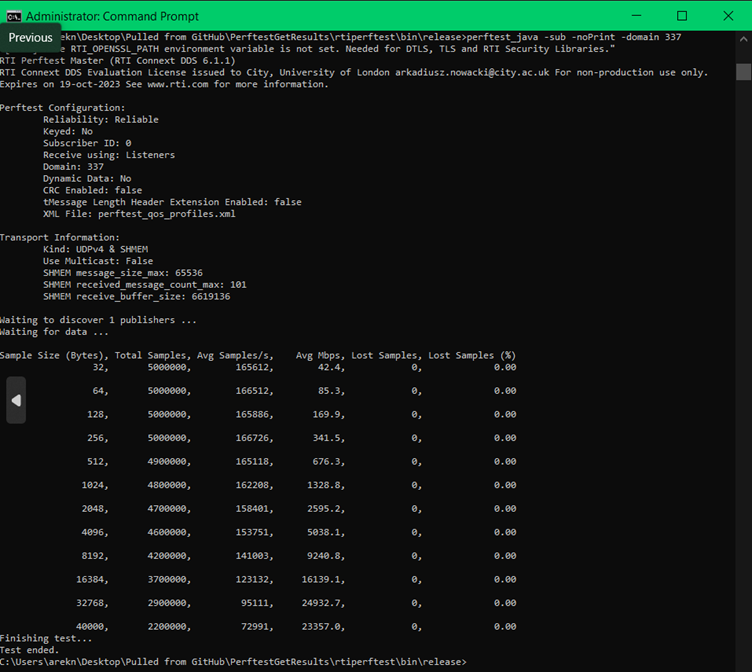 Administrator: Command Prompt
Previous
arekn\Desktop\Pulled from GitHub\PerftestGetResults\rtiperftest\bin\release>perftest_java -sub -noPrint -domain 337
RTI_OPENSSL_PATH environment variable is not set. Needed for DTLS, TLS and RTI Security Libraries."
RTI Perftest Master (RTI Connext DDS 6.1.1)
RTI Connext DDS Evaluation License issued to City, University of London arkadiusz.nowacki@city.ac.uk For non-production use only.
Expires on 19-oct-2023 See www.rti.com for more information.
Perftest Configuration:
Reliability: Reliable
Keyed: No
Subscriber ID: 0
Receive using: Listeners
Domain: 337
Dynamic Data: No
CRC Enabled: false
tMessage Length Header Extension Enabled: false
XML File: perftest_qos_profiles.xml
Transport Information:
Kind: UDPv4 & SHMEM
Use Multicast: False
SHMEM message_size_max: 65536
SHMEM received_message_count_max: 101
SHMEM receive_buffer_size: 6619136
Waiting to discover 1 publishers ...
Waiting for data ...
Sample Size (Bytes), Total Samples, Avg Samples/s, Avg Mbps, Lost Samples, Lost Samples (%)
32, 5000000, 165612, 42.4, 0, 0.00
64, 5000000, 166512, 85.3, 0, 0.00
128, 5000000, 165886, 169.9, 0, 0.00
256, 5000000, 166726, 341.5, 0, 0.00
512, 4900000, 165118, 676.3, 0, 0.00
1024, 4800000, 162208, 1328.8, 0, 0.00
2048, 4700000, 158401, 2595.2, 0, 0.00
4096, 4600000, 153751, 5038.1, 0, 0.00
8192, 4200000, 141003, 9240.8, 0, 0.00
16384, 3700000, 123132, 16139.1, 0, 0.00
32768, 2900000, 95111, 24932.7, 0, 0.00
40000, 2200000, 72991, 23357.0, 0, 0.00
Finishing test...
Test ended.
C:\Users\arekn\Desktop\Pulled from GitHub\PerftestGetResults\rtiperftest\bin\release>